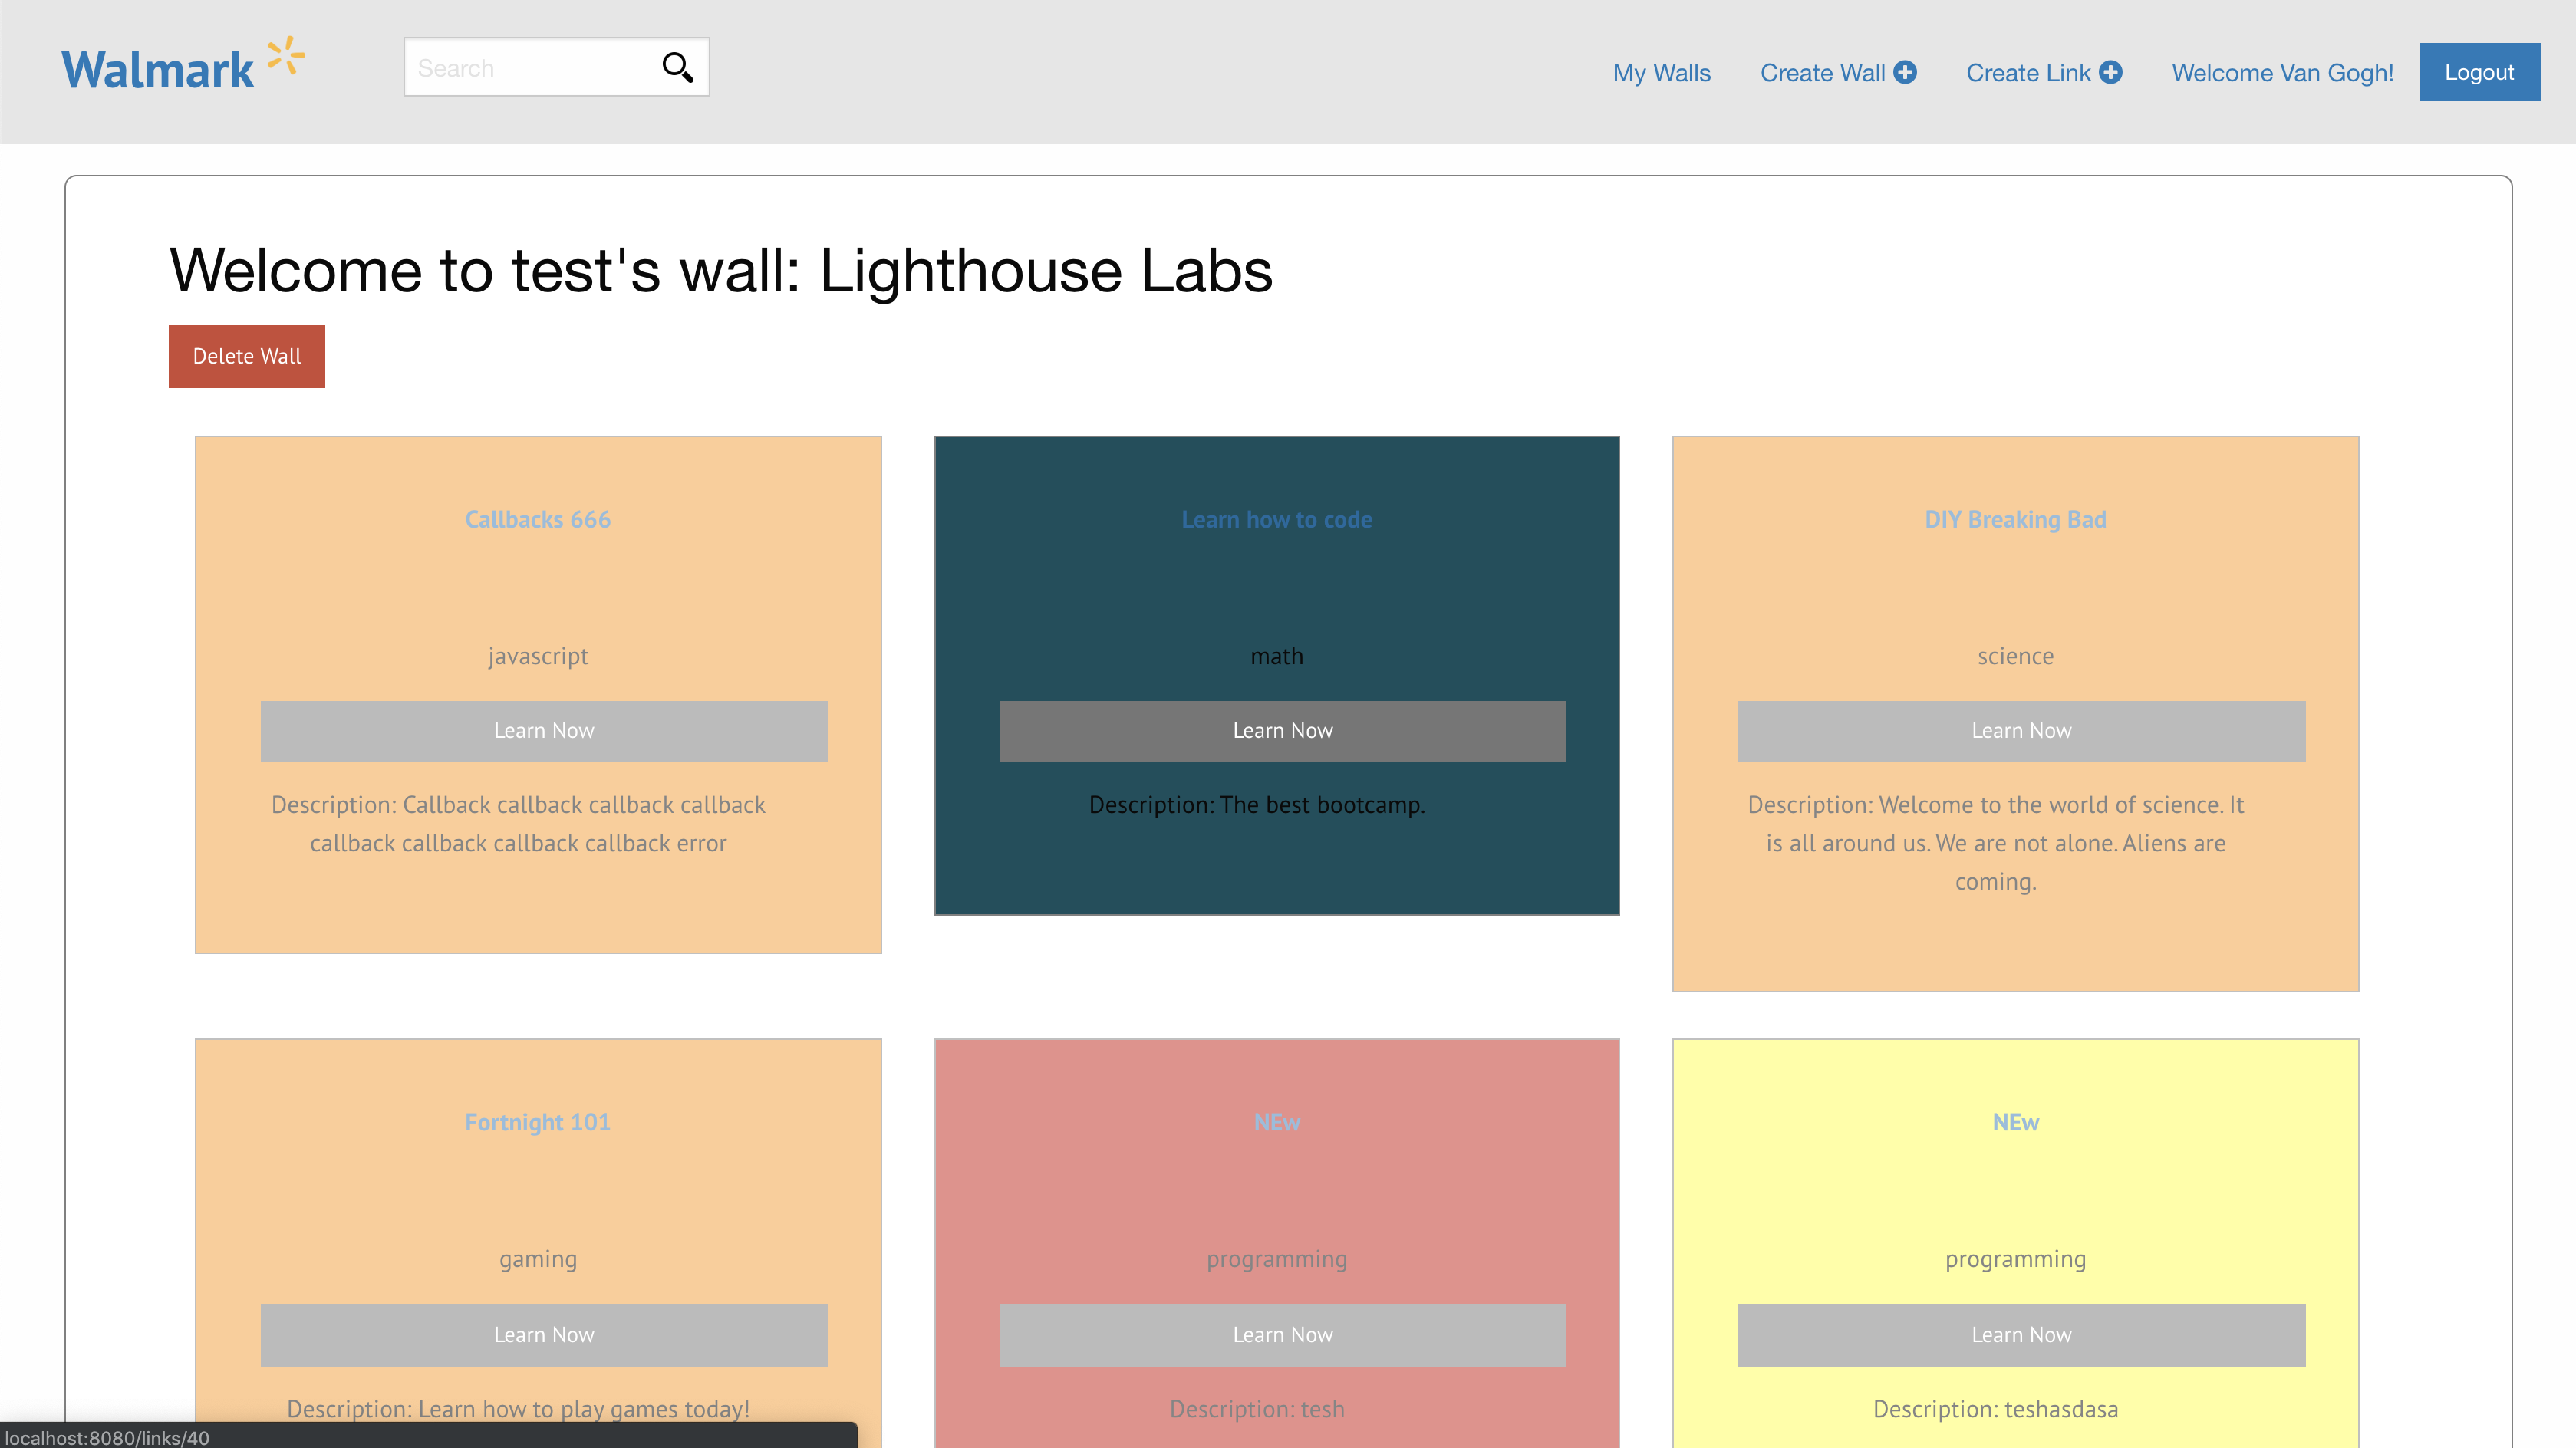 Walmark
Search
My Walls
Create Wall
Create Link
Welcome Van Gogh!
Logout
Welcome to test's wall: Lighthouse Labs
Delete Wall
Callbacks 666
javascript
Learn Now
Description: Callback callback callback callback
callback callback callback callback error
Learn how to code
math
Learn Now
Description: The best bootcamp.
DIY Breaking Bad
science
Learn Now
Description: Welcome to the world of science. It
is all around us. We are not alone. Aliens are
coming.
Fortnight 101
gaming
Learn Now
Description: Learn how to play games today!
NEw
programming
Learn Now
Description: tesh
NEw
programming
Learn Now
Description: teshasdasa
localhost:8080/links/40